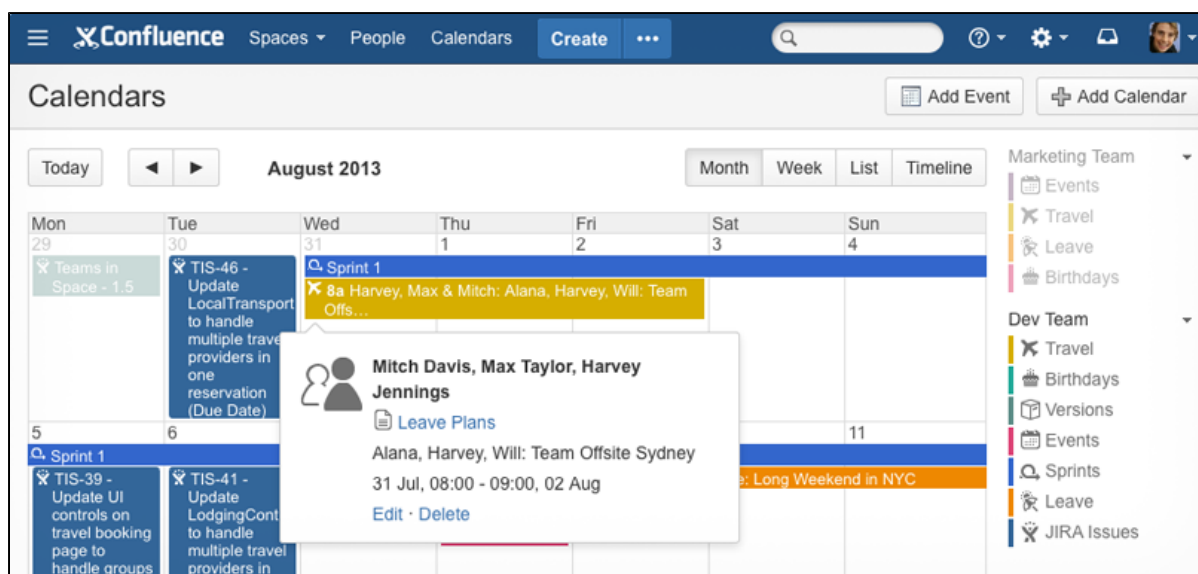 Confluence Spaces People Calendars Create •••
Calendars Add Event Add Calendar
Today August 2013 Month Week List Timeline
Mon Tue Wed Thu Fri Sat Sun
29 30 31 1 2 3 4
Teams in
Space - 1.5
TIS-46 -
Update
LocalTransport
to handle
multiple trave
providers in
one
reservation
(Due Date)
Sprint 1
8a Harvey, Max & Mitch: Alana, Harvey, Will: Team
Offs…
Mitch Davis, Max Taylor, Harvey
Jennings
Leave Plans
Alana, Harvey, Will: Team Offsite Sydney
31 Jul, 08:00 - 09:00, 02 Aug
Edit · Delete
5 6 11
Sprint 1
TIS-39 -
Update UI
controls on
travel booking
page to
handle groups
TIS-41 -
Update
LodgingCont
to handle
multiple travel
providers in
e: Long Weekend in NYC
Marketing Team
Events
Travel
Leave
Birthdays
Dev Team
Travel
Birthdays
Versions
Events
Sprints
Leave
JIRA Issues